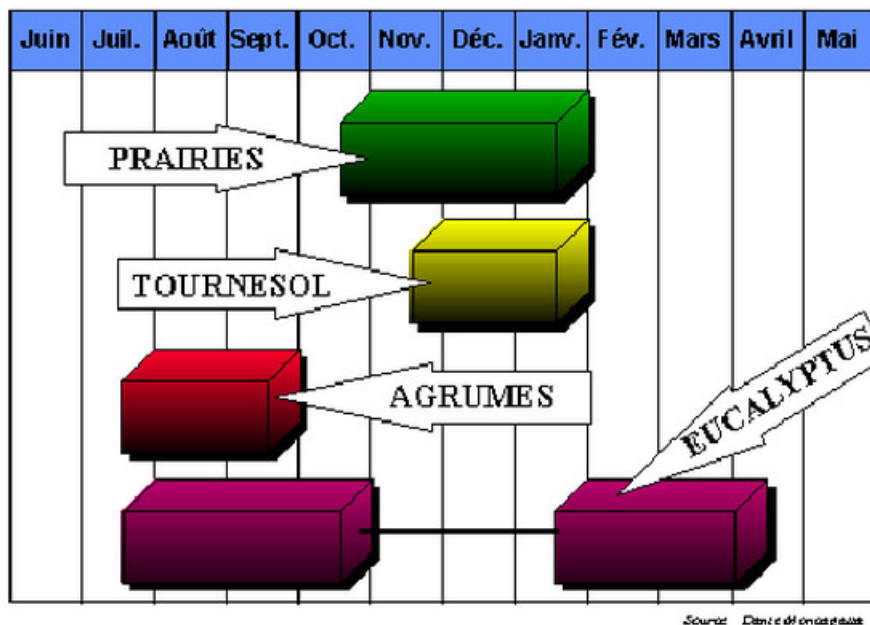 Juin Juil. Août Sept. Oct. Nov. Déc. Janv. Fév. Mars Avril Mai
PRAIRIES
TOURNESOL
AGRUMES
EUCALYPTUS
Source